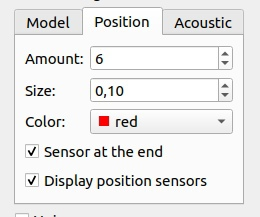 Model Position Acoustic
Amount: 6
Size: 0,10
Color: red
Sensor at the end
Display position sensors